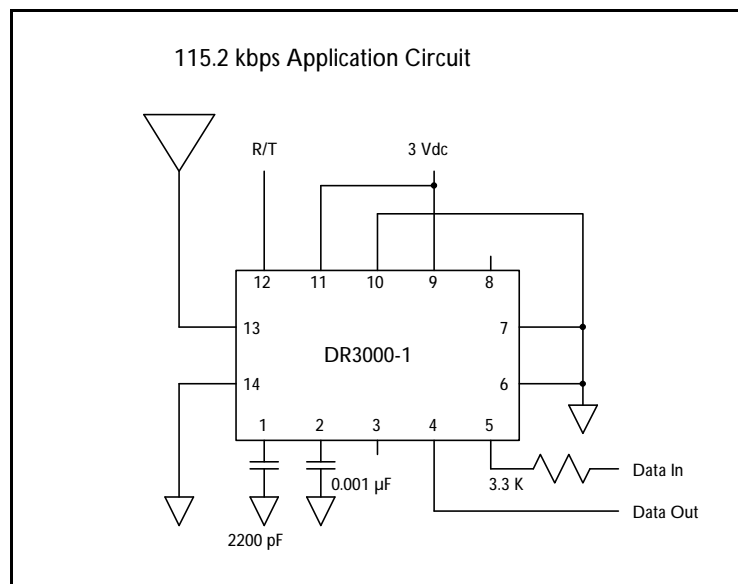 115.2 kbps Application Circuit
R/T
3 Vdc
12
11
10
9
8
13
7
DR3000-1
14
6
1
2
3
4
5
0.001 µF
3.3 K
Data In
Data Out
2200 pF